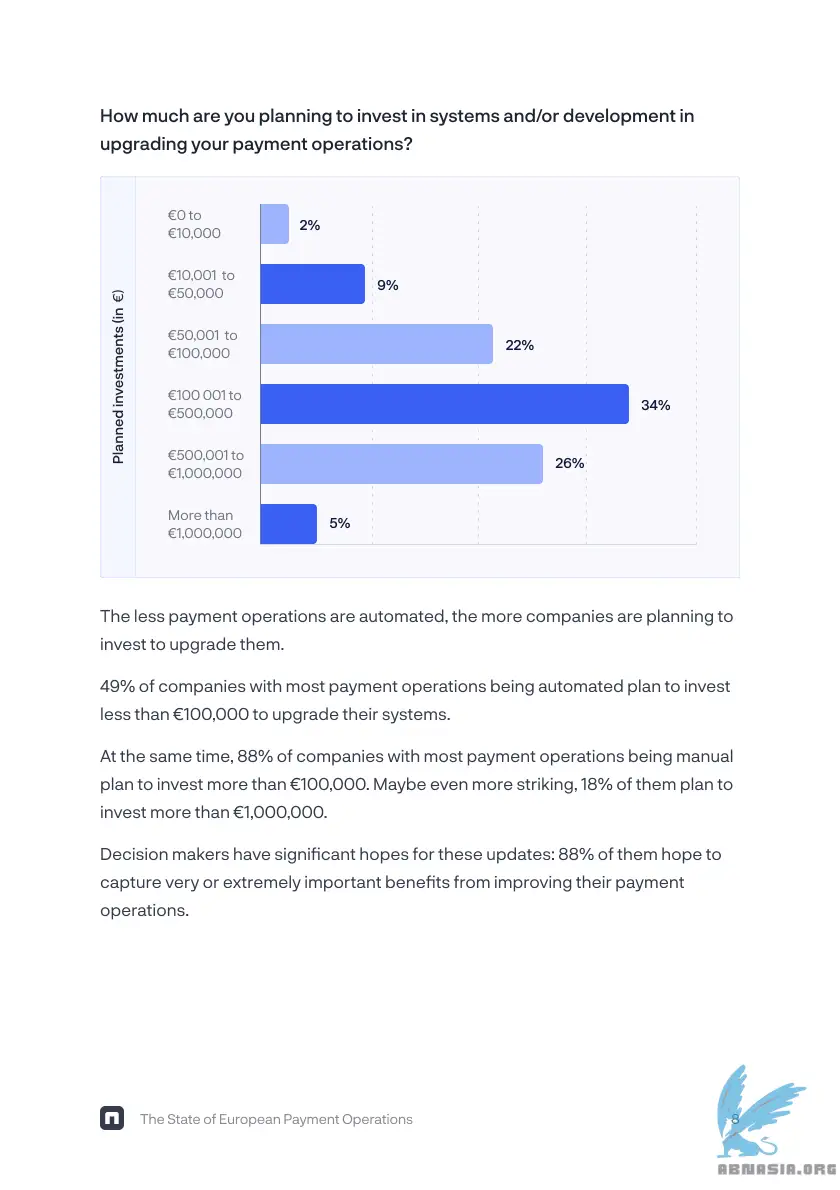 How much are you planning to invest in systems and/or development in
upgrading your payment operations?
Planned investments (in €)
€0 to
€10,000
2%
€10,001 to
€50,000
9%
€50,001 to
€100,000
22%
€100 001 to
€500,000
34%
€500,001 to
€1,000,000
26%
More than
€1,000,000
5%
The less payment operations are automated, the more companies are planning to
invest to upgrade them.
49% of companies with most payment operations being automated plan to invest
less than €100,000 to upgrade their systems.
At the same time, 88% of companies with most payment operations being manual
plan to invest more than €100,000. Maybe even more striking, 18% of them plan to
invest more than €1,000,000.
Decision makers have significant hopes for these updates: 88% of them hope to
capture very or extremely important benefits from improving their payment
operations.
The State of European Payment Operations
8
ABNASIA.ORG